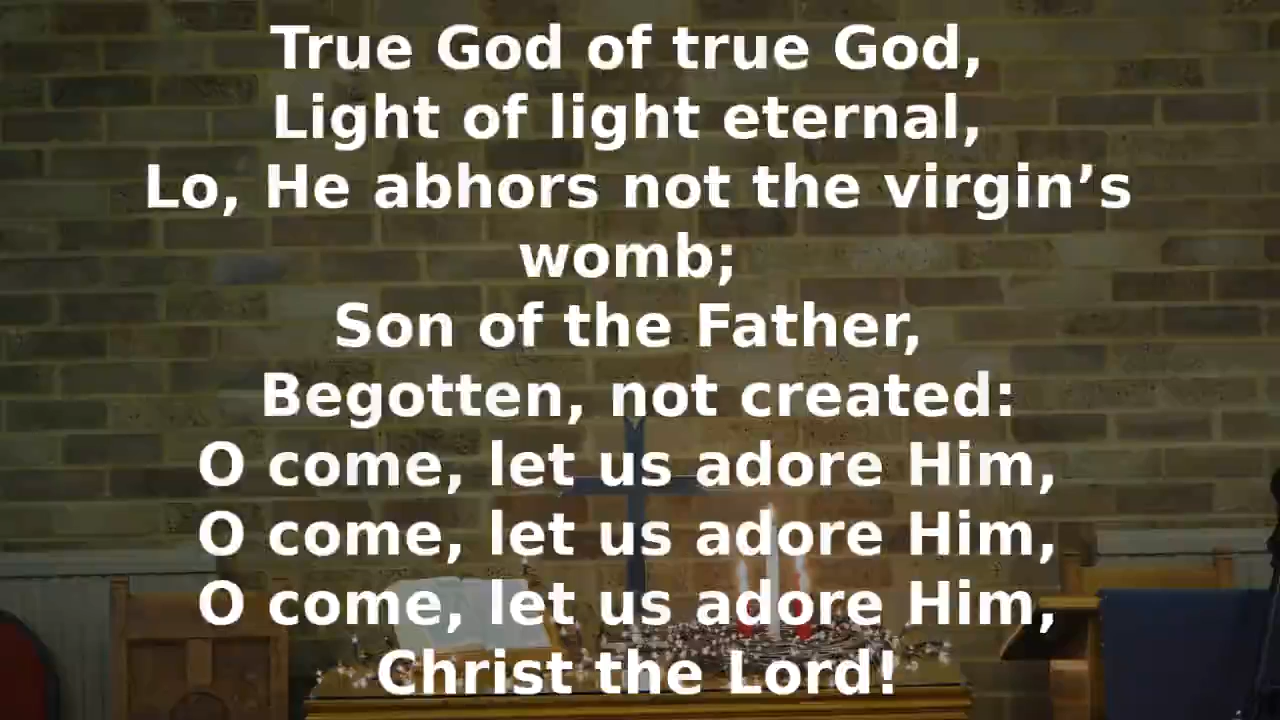 True God of true God,
Light of light eternal,
Lo, He abhors not the virgin’s
womb;
Son of the Father,
Begotten, not created:
O come, let us adore Him,
O come, let us adore Him,
O come, let us adore Him,
Christ the Lord!